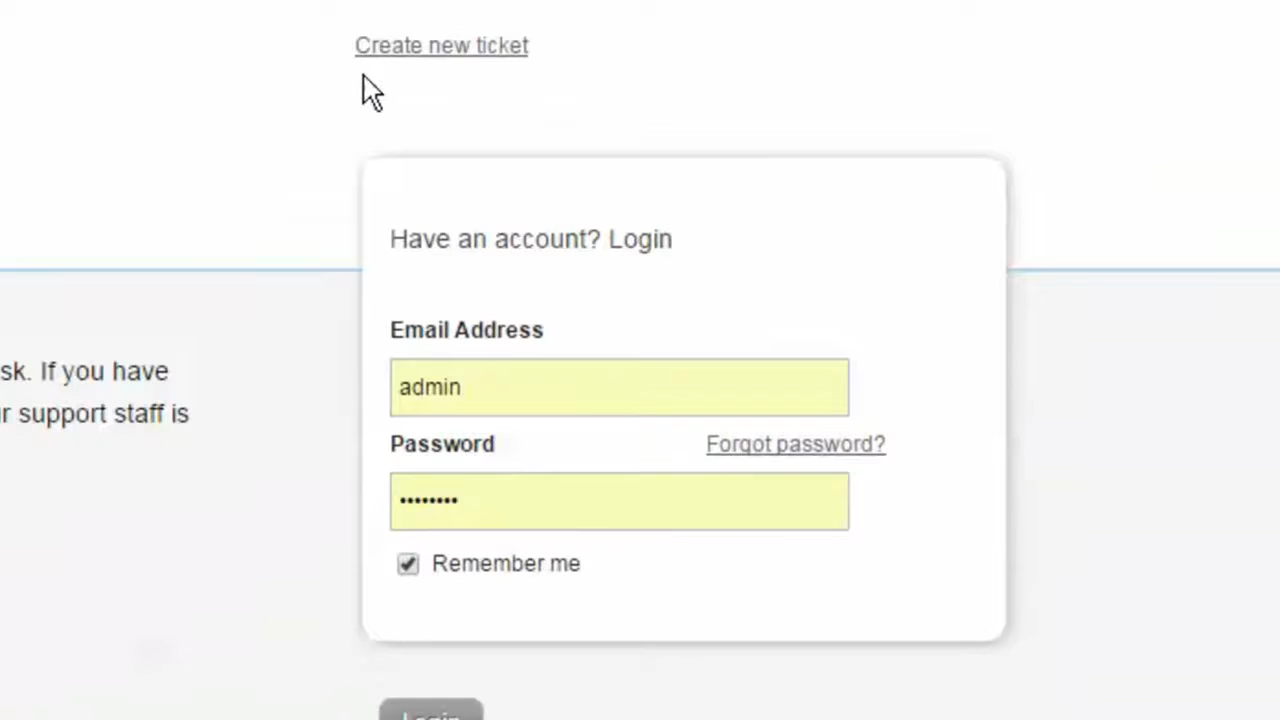 Create new ticket
Have an account? Login
Email Address
sk. If you have
admin
r support staff is
Password
Forgot password?
••••••••
Remember me
Login